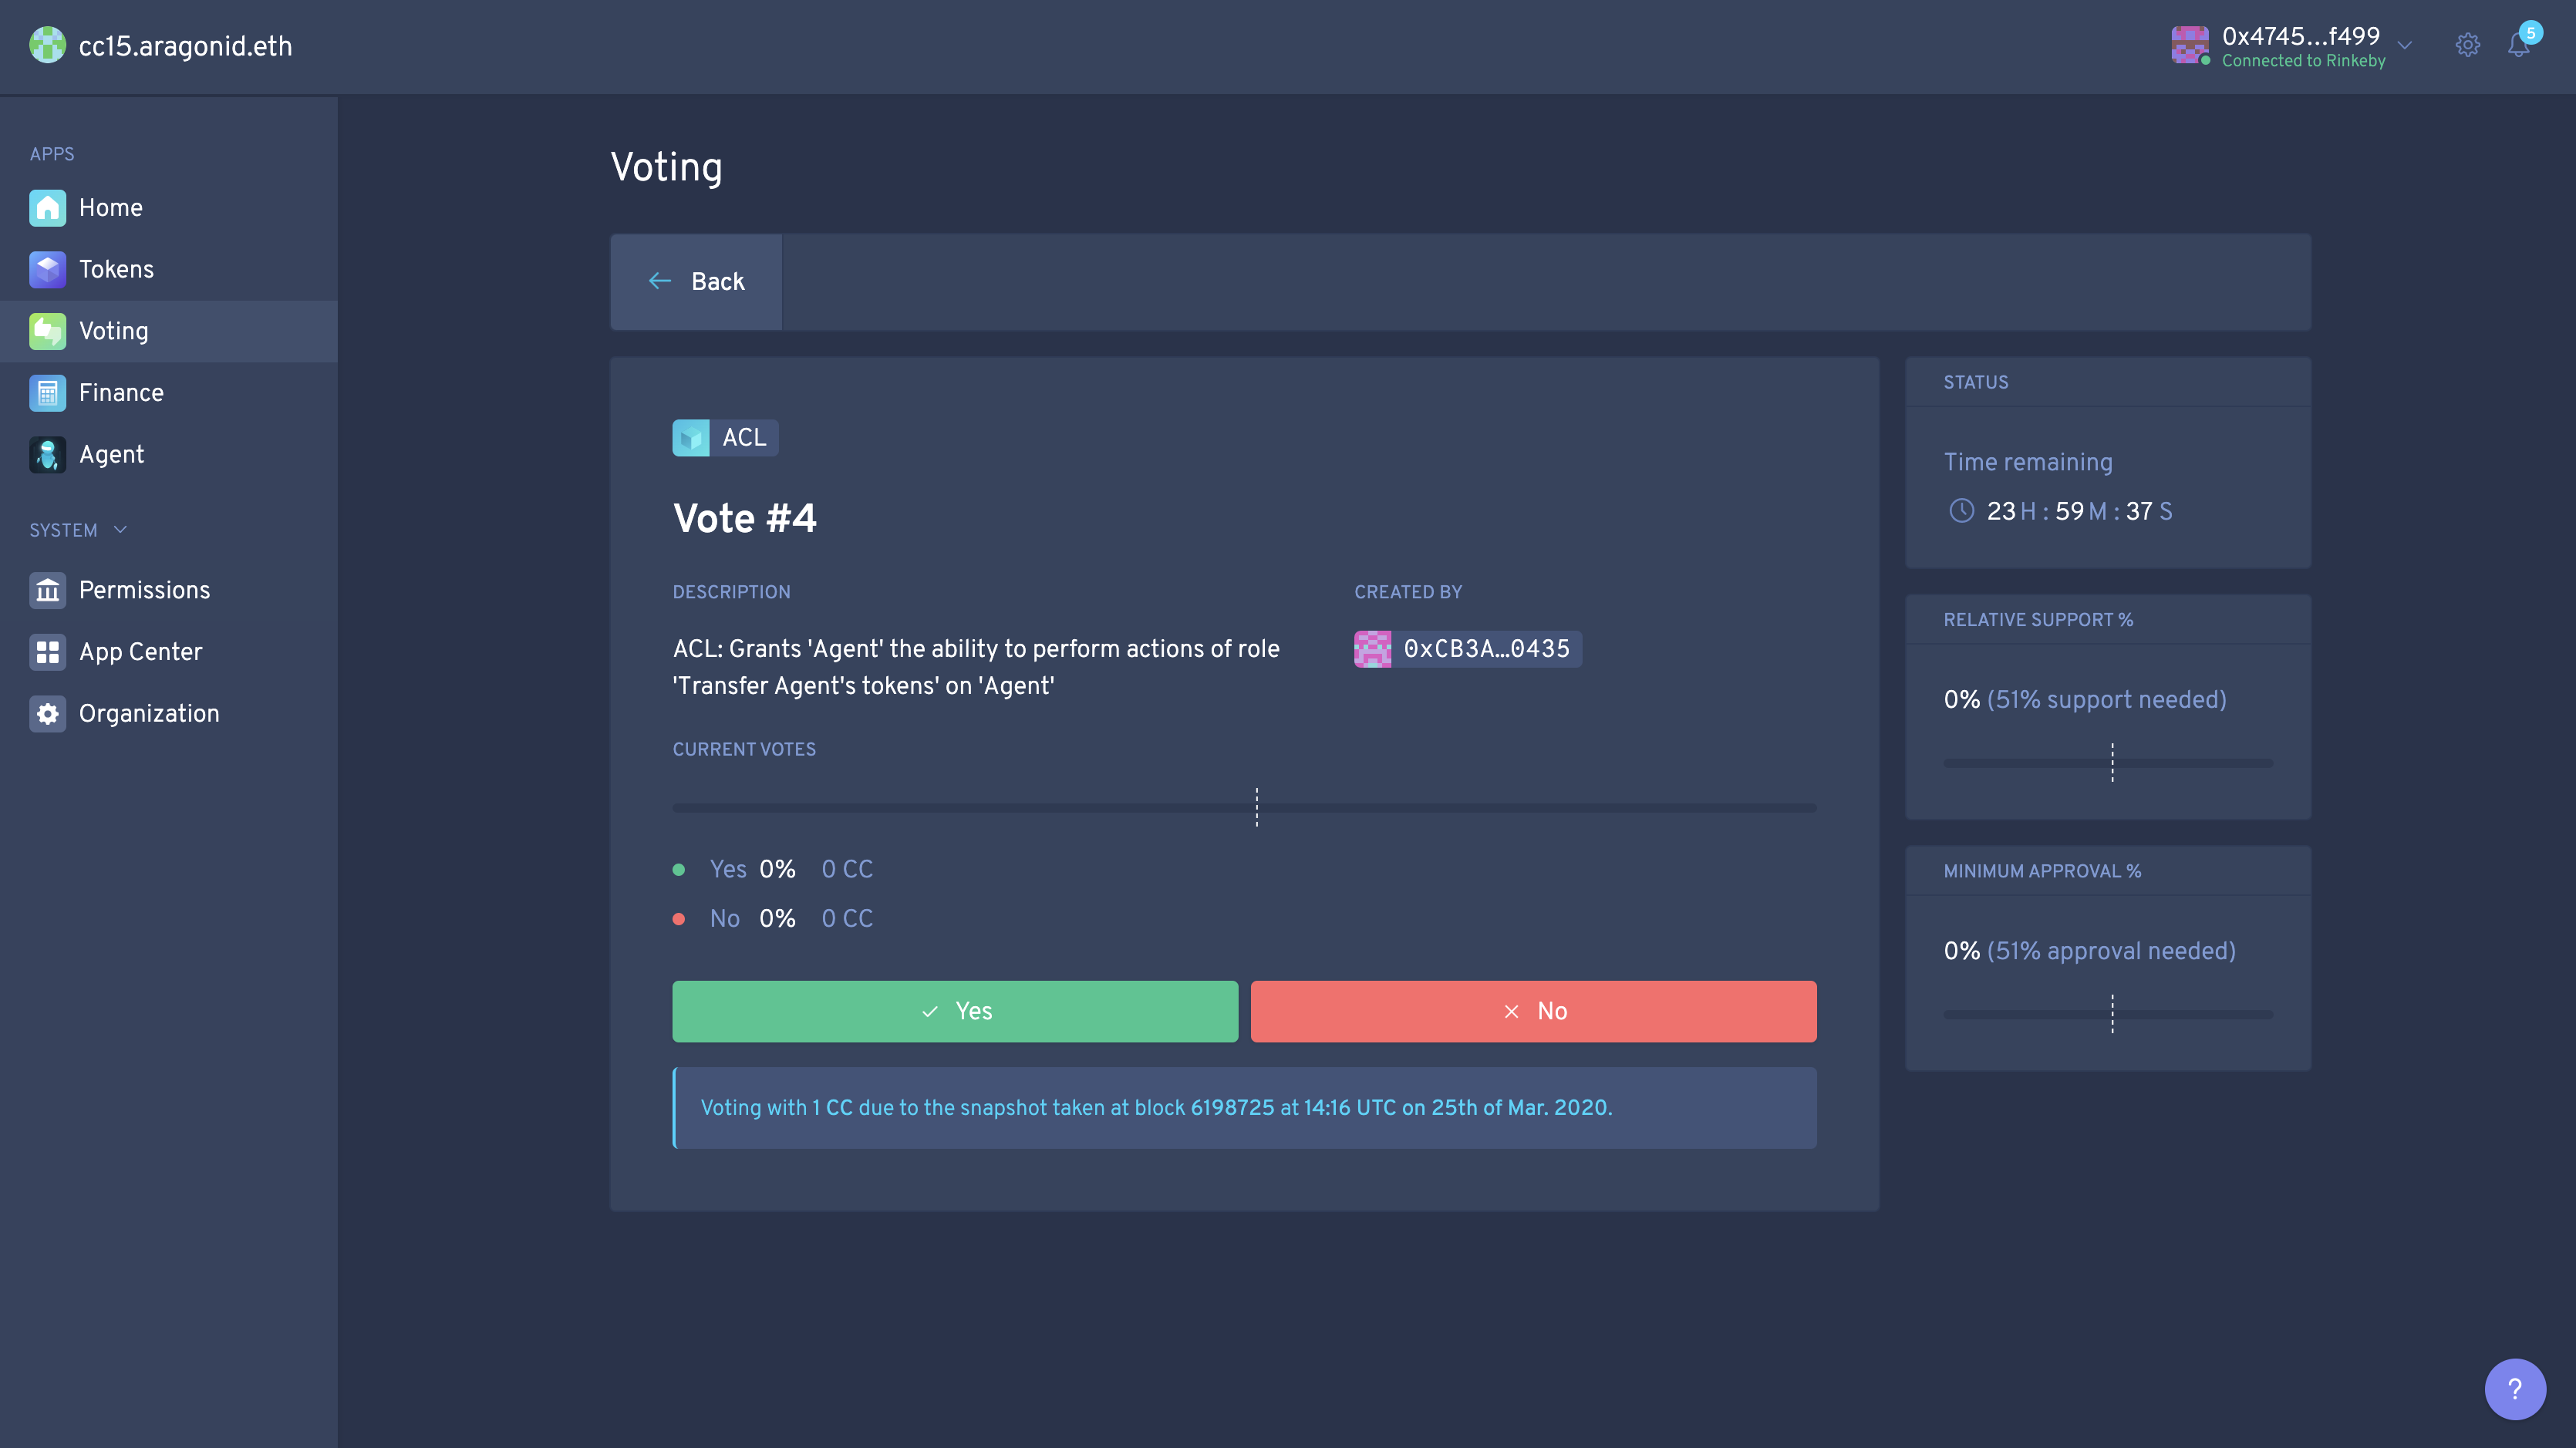 cc15.aragonid.eth
0x4745...f499
Connected to Rinkeby
5
APPS
Home
Tokens
Voting
Finance
Agent
SYSTEM
Permissions
App Center
Organization
Voting
Back
ACL
Vote #4
DESCRIPTION
ACL: Grants 'Agent' the ability to perform actions of role
'Transfer Agent's tokens' on 'Agent'
CREATED BY
0xCB3A…0435
CURRENT VOTES
Yes 0% 0 CC
No 0% 0 CC
Yes
No
Voting with 1 CC due to the snapshot taken at block 6198725 at 14:16 UTC on 25th of Mar. 2020.
STATUS
Time remaining
23 H : 59 M : 37 S
RELATIVE SUPPORT %
0% (51% support needed)
MINIMUM APPROVAL %
0% (51% approval needed)
?